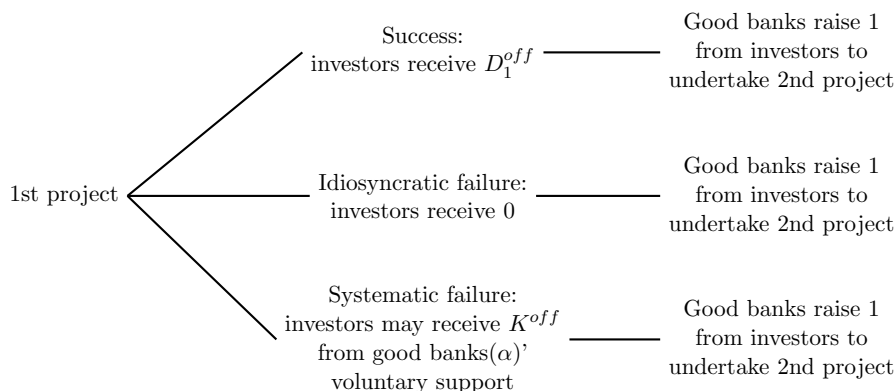 1st project
Success:
investors receive D_1^{off}
Good banks raise 1
from investors to
undertake 2nd project
Idiosyncratic failure:
investors receive 0
Good banks raise 1
from investors to
undertake 2nd project
Systematic failure:
investors may receive K^{off}
from good banks(α)'
voluntary support
Good banks raise 1
from investors to
undertake 2nd project